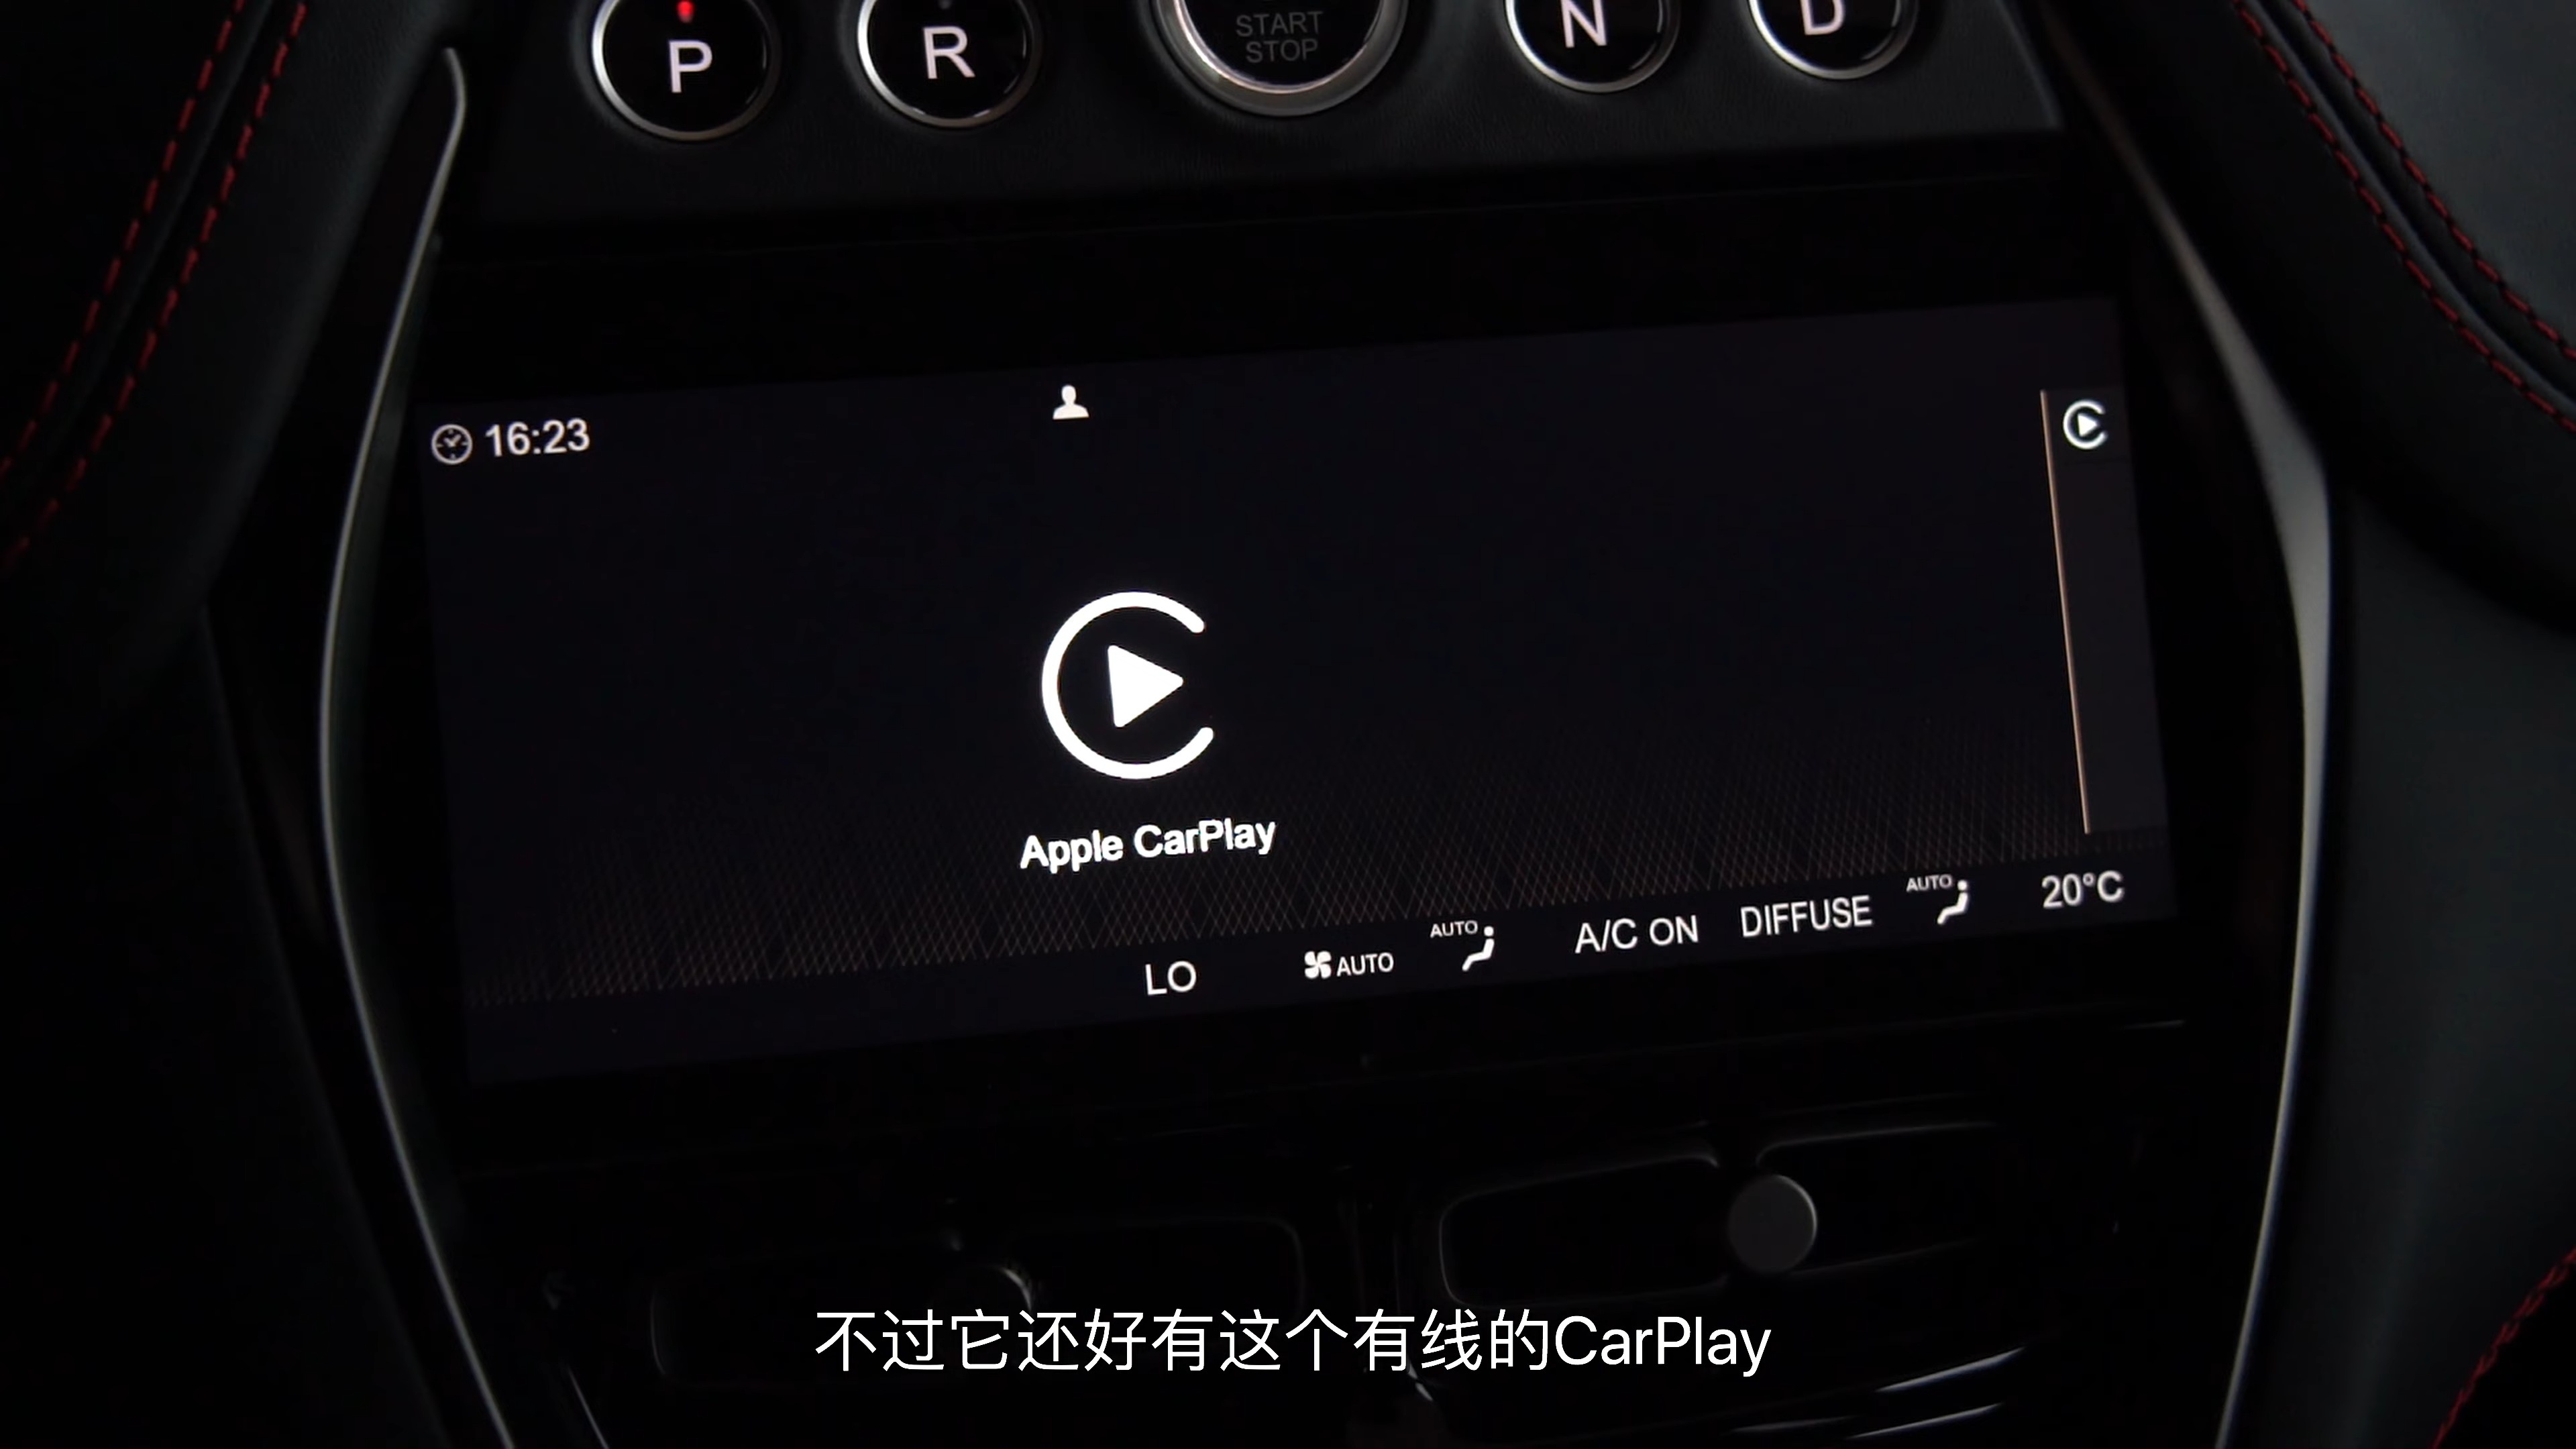 P
R
START
STOP
N
D
16:23
Apple CarPlay
LO
AUTO
AUTO
A/C ON
DIFFUSE
AUTO
20°C
不过它还好有这个有线的CarPlay